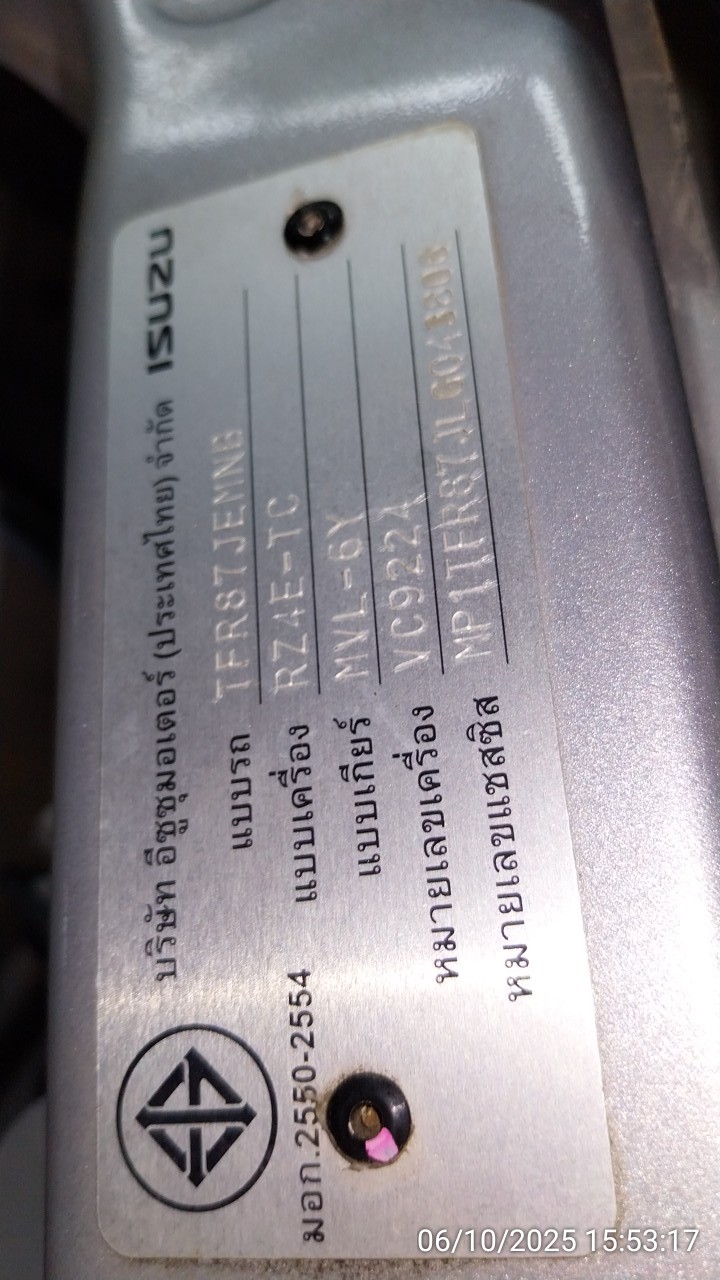 บริษัท อีซูซุมอเตอร์ (ประเทศไทย) จำกัด ISUZU
แบบรถ TFR87JEMNB
แบบเครื่อง RZ4E-TC
แบบเกียร์ MVL-6Y
หมายเลขเครื่อง
หมายเลขแชสซิส
มอก.2550-2554
06/10/2025 15:53:17